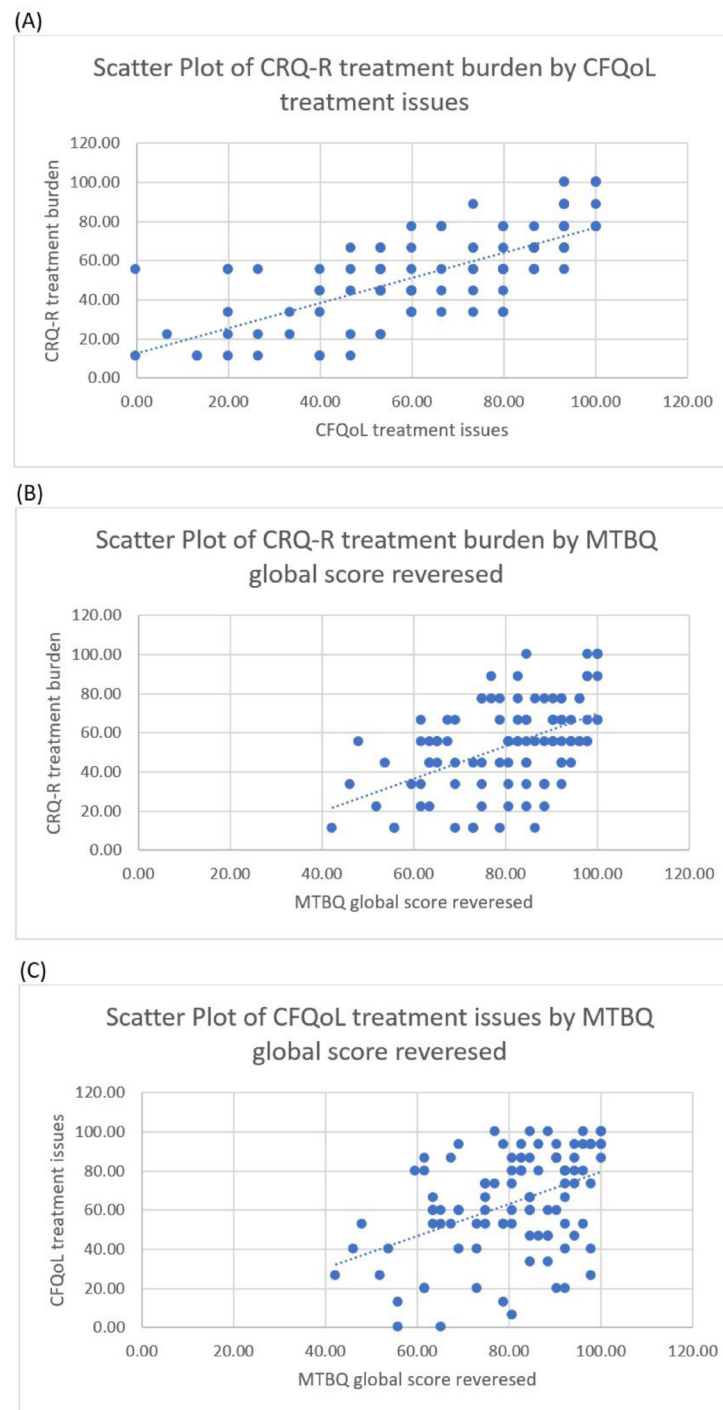 (A)
Scatter Plot of CRQ-R treatment burden by CFQoL
treatment issues
CRQ-R treatment burden
120.00
100.00
80.00
60.00
40.00
20.00
0.00
0.00 20.00 40.00 60.00 80.00 100.00 120.00
CFQoL treatment issues
(B)
Scatter Plot of CRQ-R treatment burden by MTBQ
global score reveresed
CRQ-R treatment burden
120.00
100.00
80.00
60.00
40.00
20.00
0.00
0.00 20.00 40.00 60.00 80.00 100.00 120.00
MTBQ global score reveresed
(C)
Scatter Plot of CFQoL treatment issues by MTBQ
global score reveresed
CFQoL treatment issues
120.00
100.00
80.00
60.00
40.00
20.00
0.00
0.00 20.00 40.00 60.00 80.00 100.00 120.00
MTBQ global score reveresed